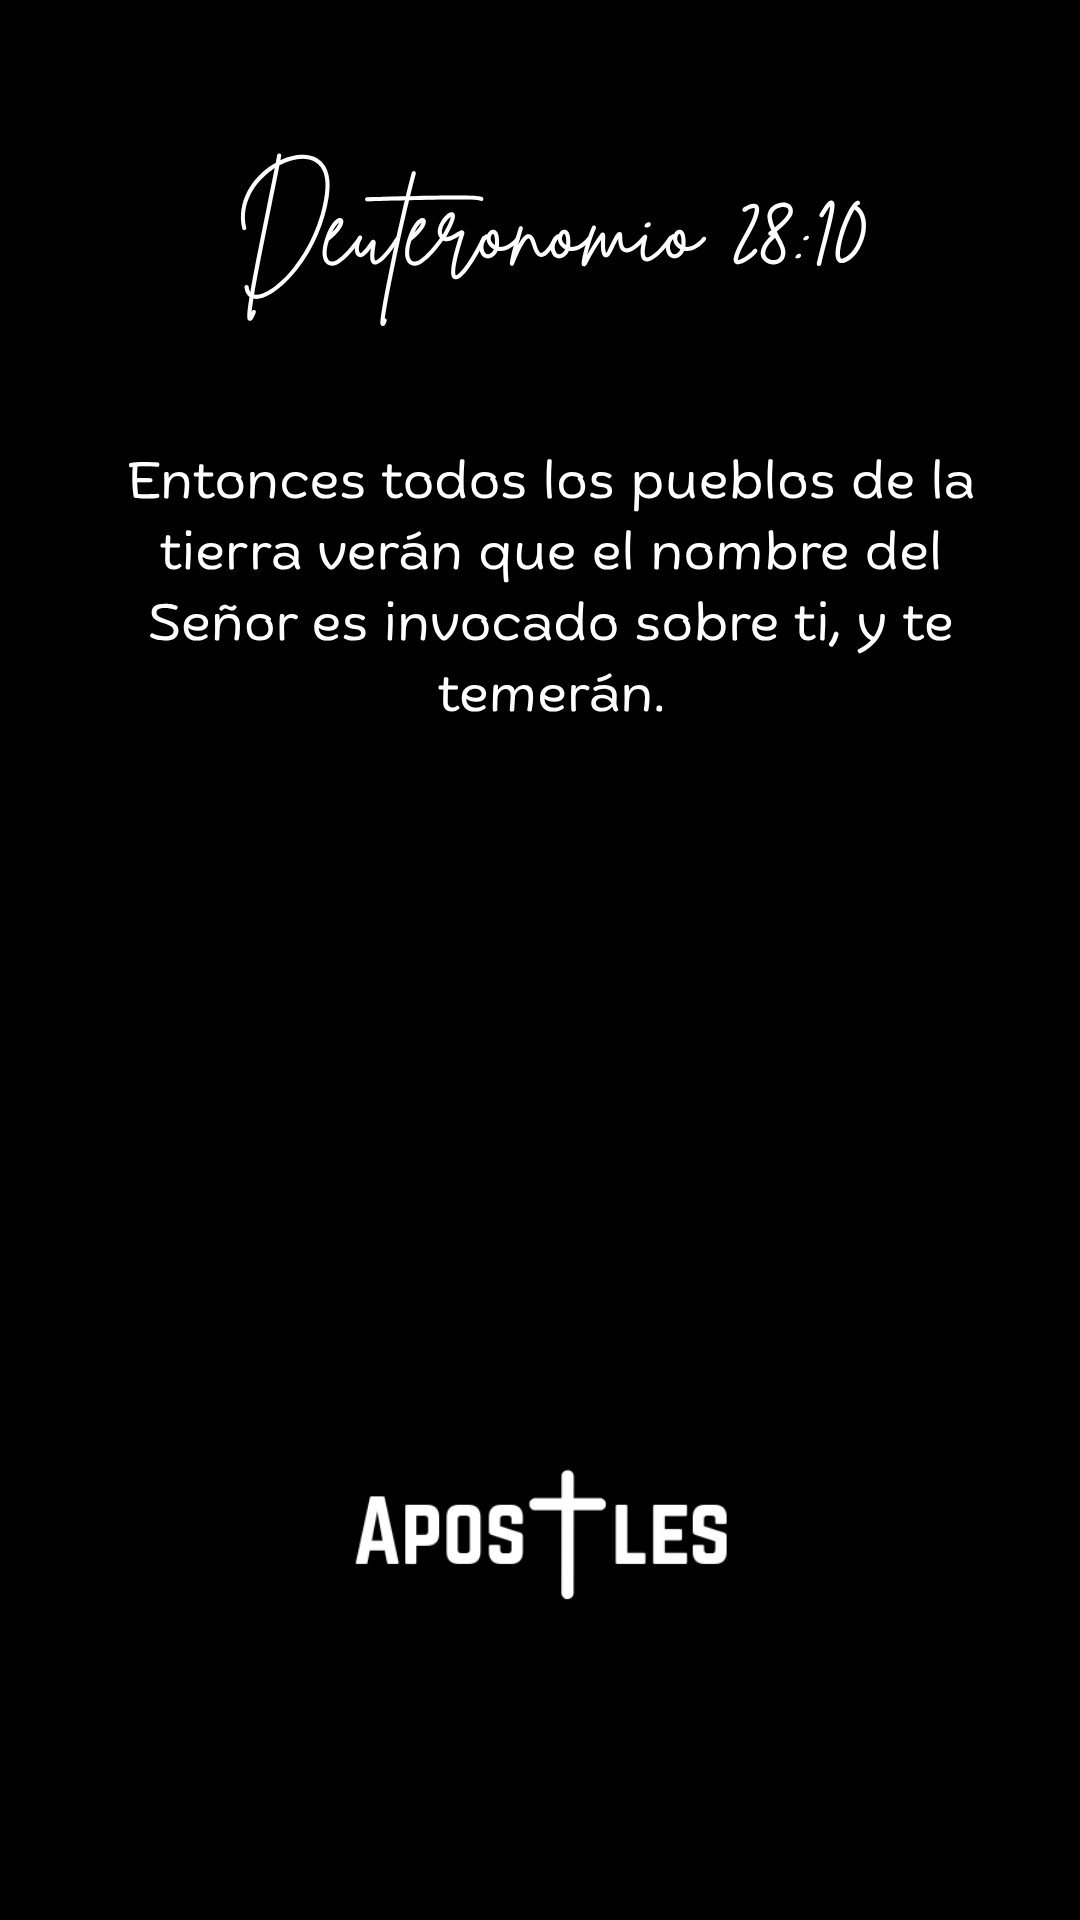 Deuteronomio 28:10
Entonces todos los pueblos de la
tierra verán que el nombre del
Señor es invocado sobre ti, y te
temerán.
APOSTLES